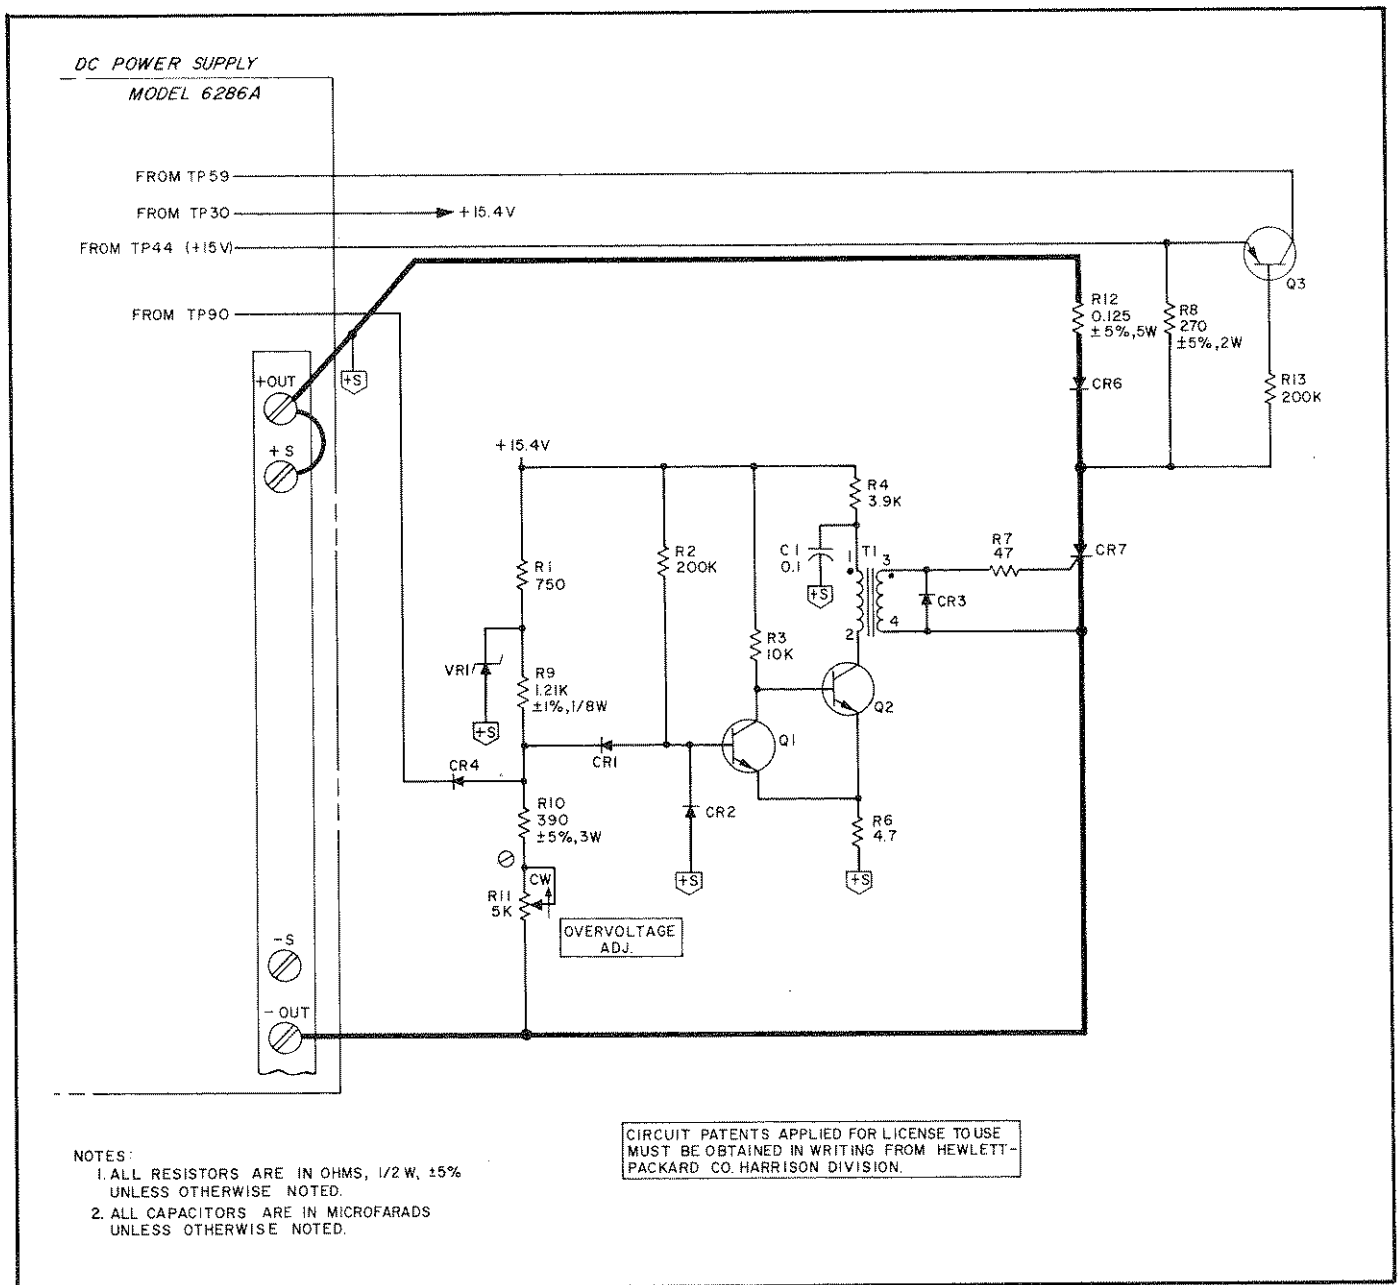 DC POWER SUPPLY
MODEL 6286A
FROM TP59
FROM TP30
+15.4V
FROM TP44 (+15V)
FROM TP90
+S
+OUT
+S
R12
0.125
±5%,5W
R8
270
±5%,2W
Q3
CR6
R13
200K
+15.4V
R4
3.9K
R1
750
R2
200K
C1
0.1
+S
T1
1
2
3
4
R7
47
CR7
CR3
R3
10K
VR1
+S
R9
1.21K
±1%,1/8W
Q2
Q1
CR4
CR1
CR2
+S
R10
390
±5%,3W
R6
4.7
+S
CW
R11
5K
OVERVOLTAGE
ADJ.
-S
- OUT
NOTES:
1. ALL RESISTORS ARE IN OHMS, 1/2 W, ±5%
UNLESS OTHERWISE NOTED.
2. ALL CAPACITORS ARE IN MICROFARADS
UNLESS OTHERWISE NOTED.
CIRCUIT PATENTS APPLIED FOR LICENSE TO USE
MUST BE OBTAINED IN WRITING FROM HEWLETT-
PACKARD CO. HARRISON DIVISION.